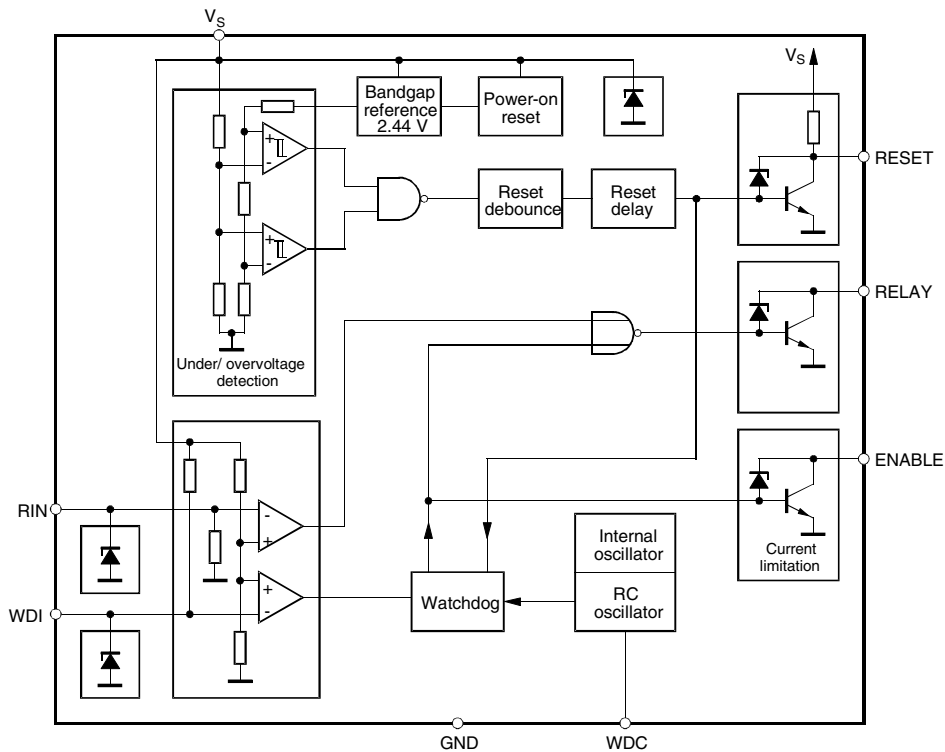 VS
Bandgap
reference
2.44 V
Power-on
reset
VS
RESET
+
-
Reset
debounce
Reset
delay
+
-
RELAY
Under/ overvoltage
detection
ENABLE
RIN
-
+
Internal
oscillator
Current
limitation
+
-
Watchdog
RC
oscillator
WDI
GND
WDC